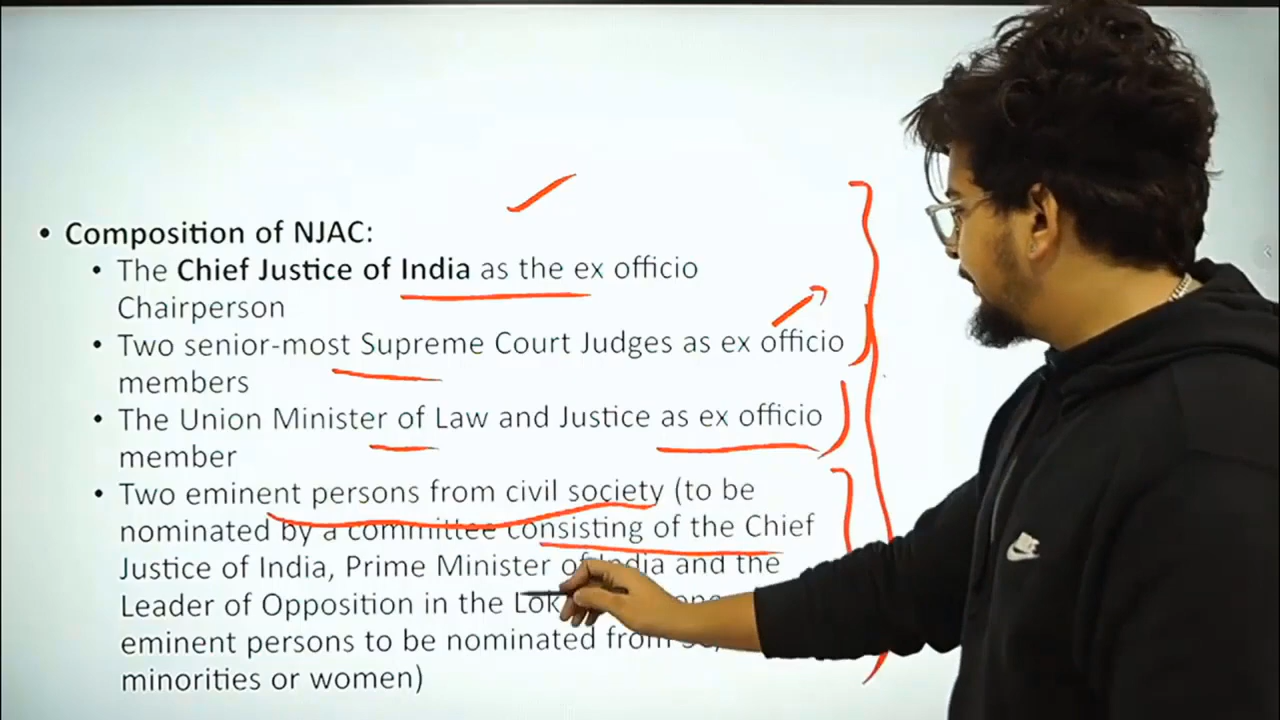 • Composition of NJAC:
• The Chief Justice of India as the ex officio
Chairperson
• Two senior-most Supreme Court Judges as ex officio
members
• The Union Minister of Law and Justice as ex officio
member
• Two eminent persons from civil society (to be
nominated by a committee consisting of the Chief
Justice of India, Prime Minister of India and the
Leader of Opposition in the
eminent persons to be nominated from
minorities or women)